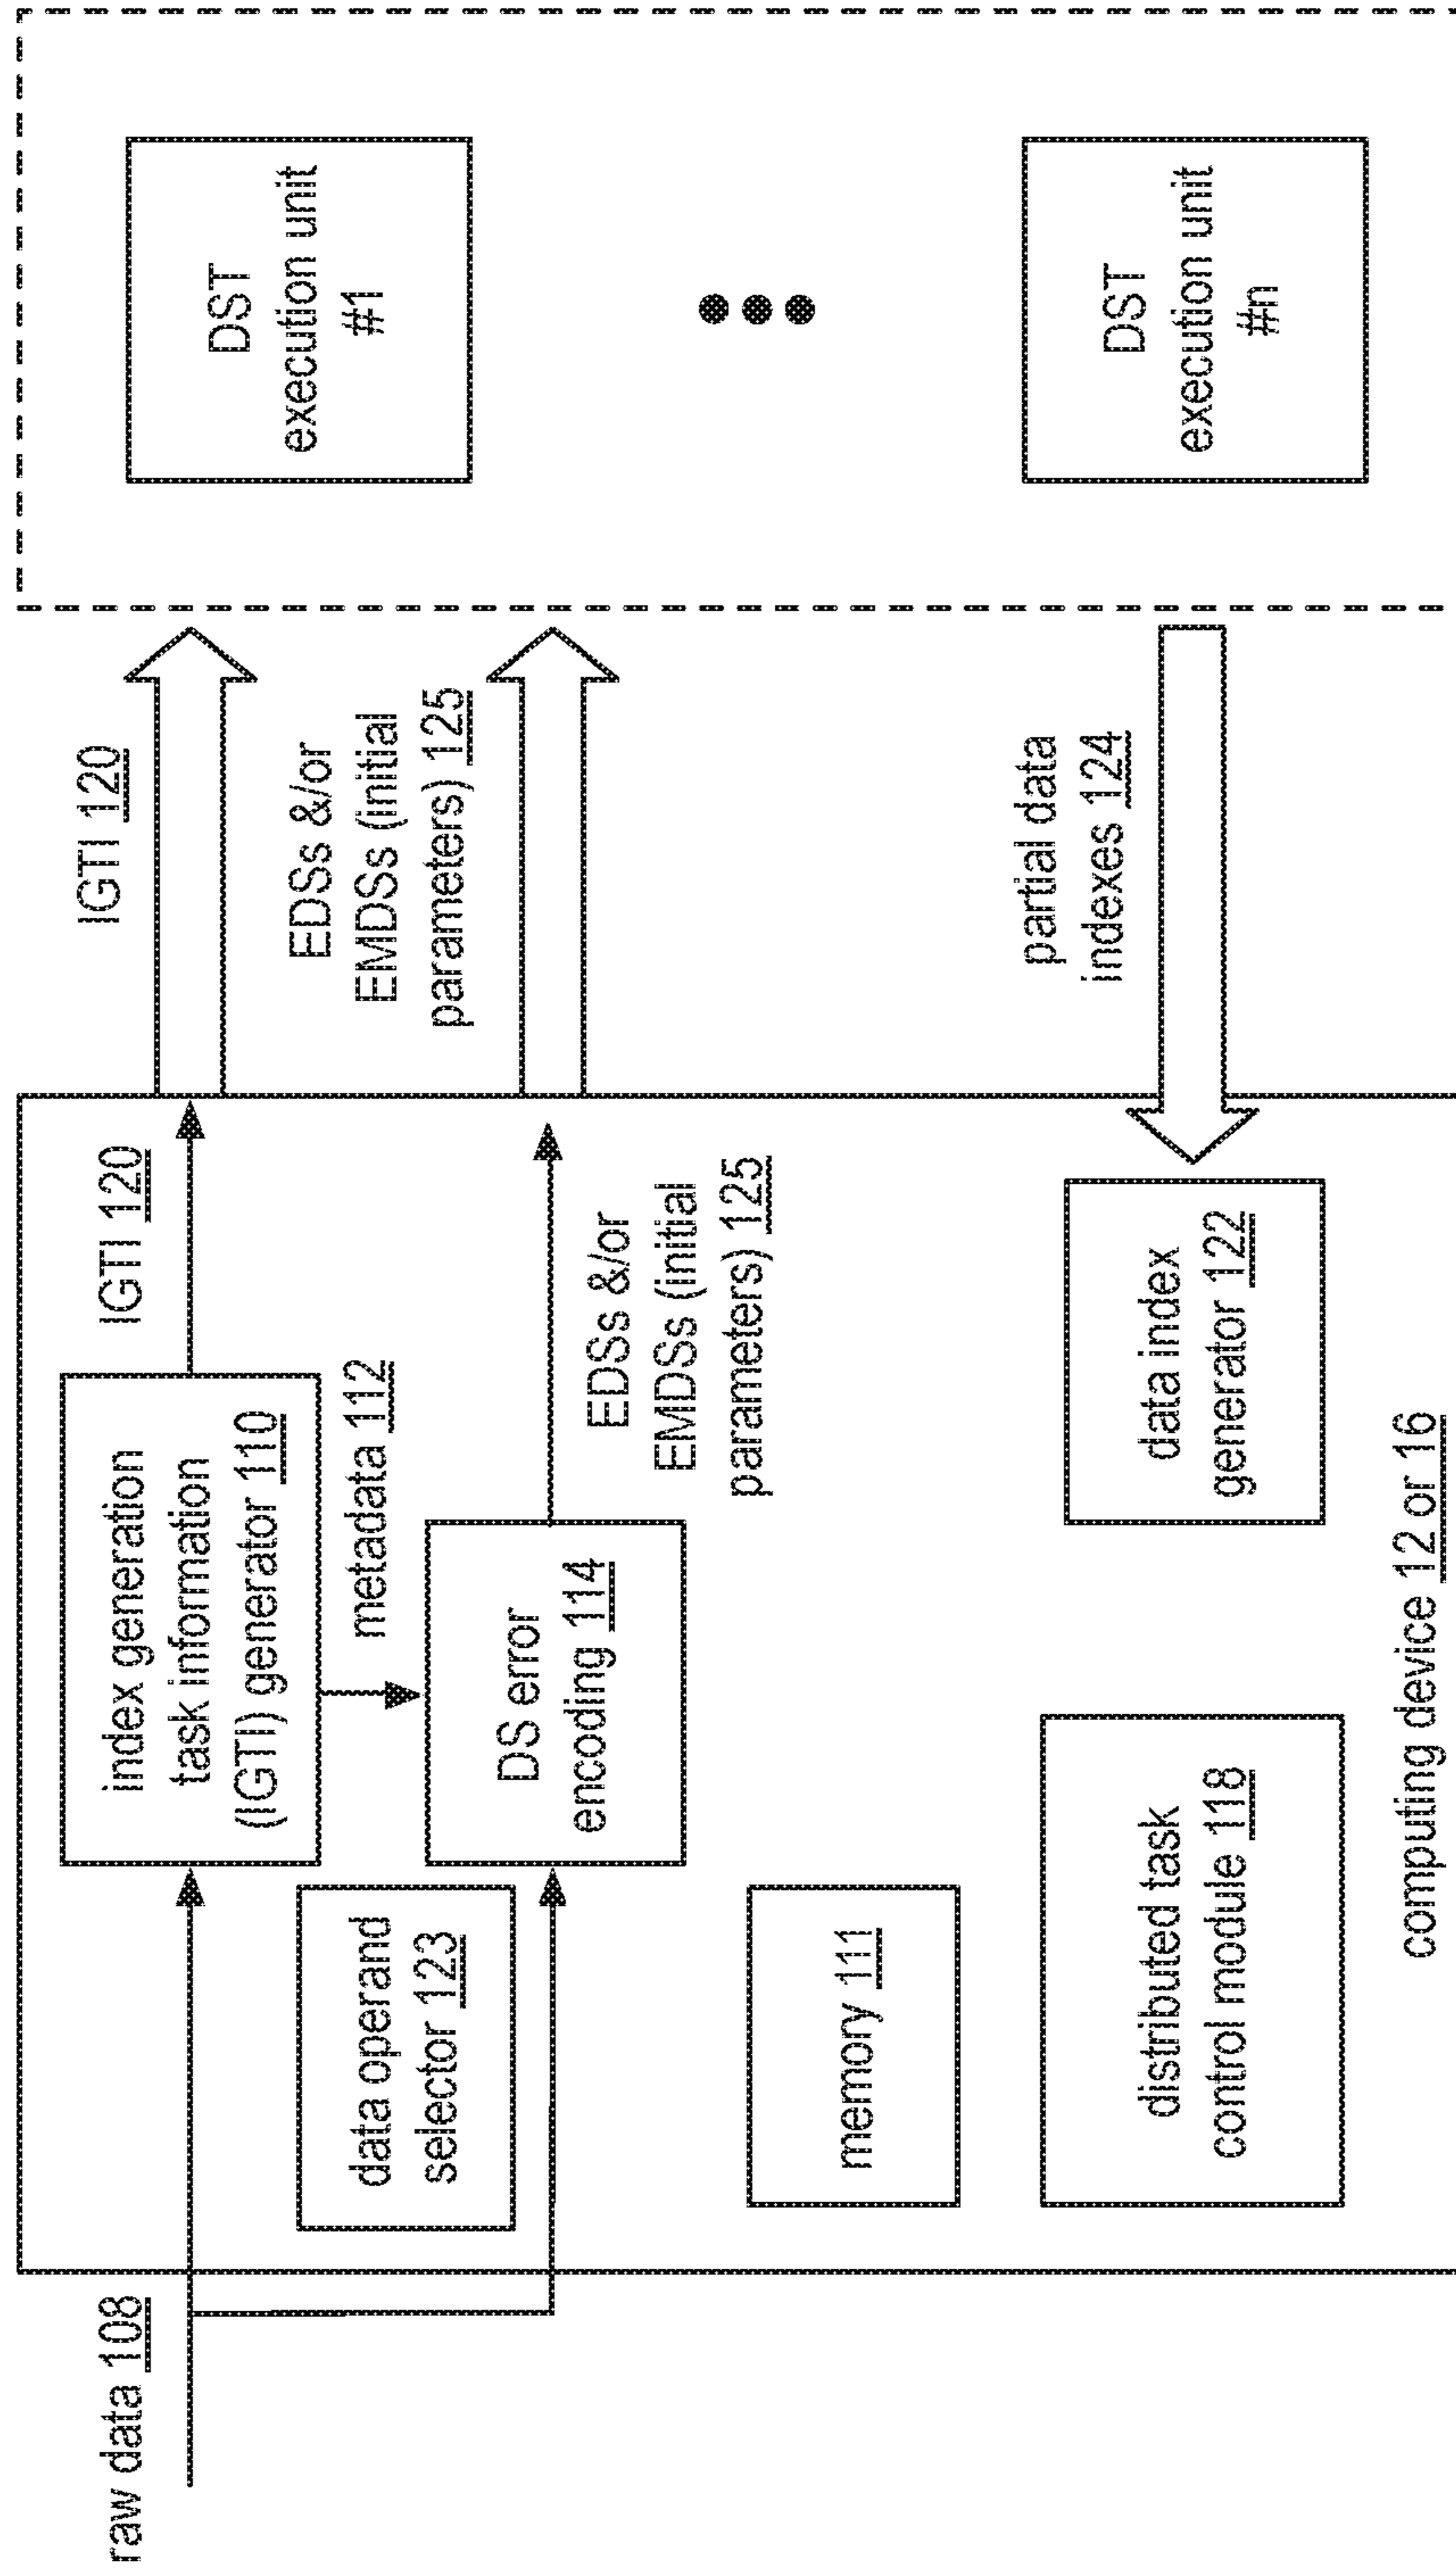 raw data 108
index generation
task information
(IGTI) generator 110
IGTI 120
IGTI 120
metadata 112
data operand
selector 123
DS error
encoding 114
EDSs &/or
EMDSs (initial
parameters) 125
EDSs &/or
EMDSs (initial
parameters) 125
memory 111
distributed task
control module 118
data index
generator 122
partial data
indexes 124
computing device 12 or 16
DST
execution unit
#1
DST
execution unit
#n